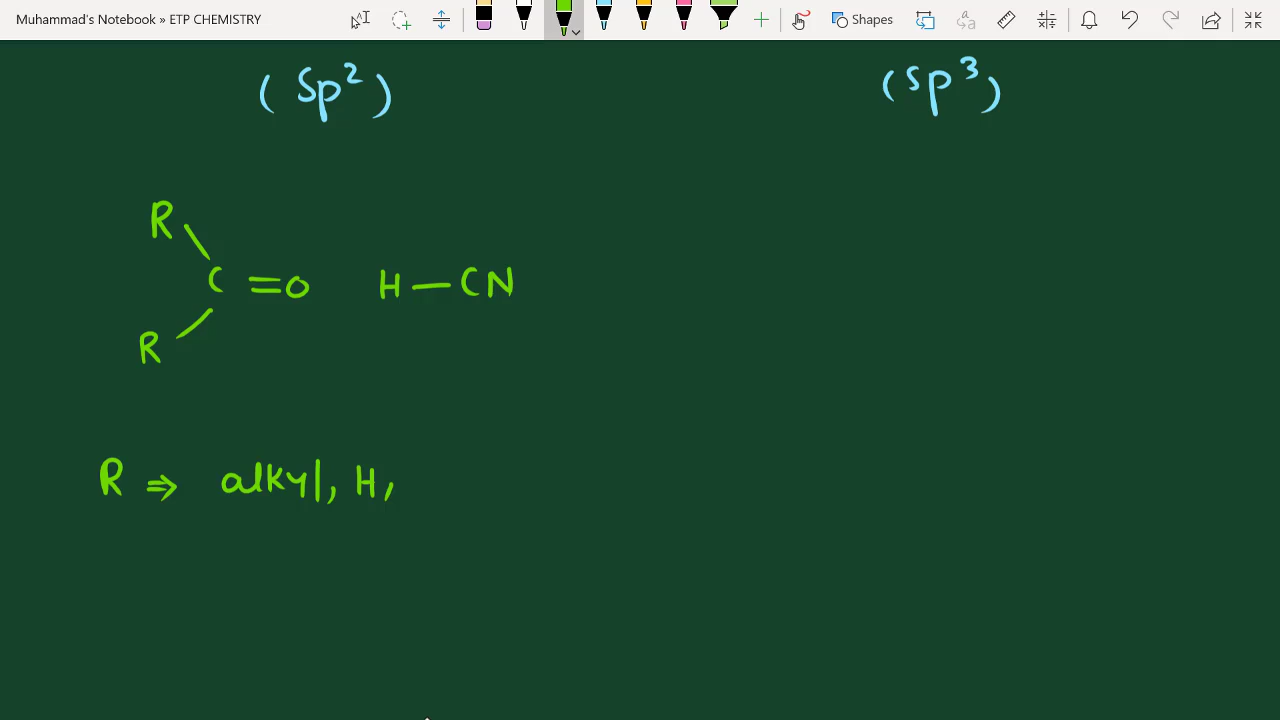 Muhammad's Notebook » ETP CHEMISTRY
Shapes
(Sp²) (Sp³)
R
C =O H—CN
R
R ⇒ alkyl, H,